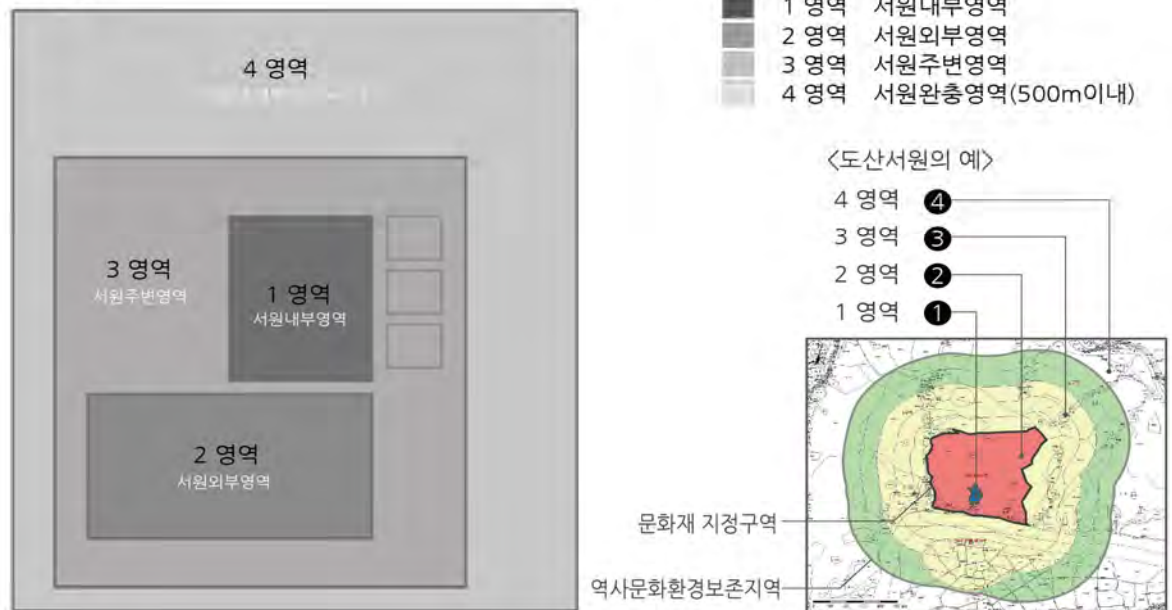 4 영역
3 영역
서원주변영역
1 영역
서원내부영역
2 영역
서원외부영역
1 영역 서원내부영역
2 영역 서원외부영역
3 영역 서원주변영역
4 영역 서원완충영역(500m이내)
〈도산서원의 예〉
4 영역 4
3 영역 3
2 영역 2
1 영역 1
문화재 지정구역
역사문화환경보존지역